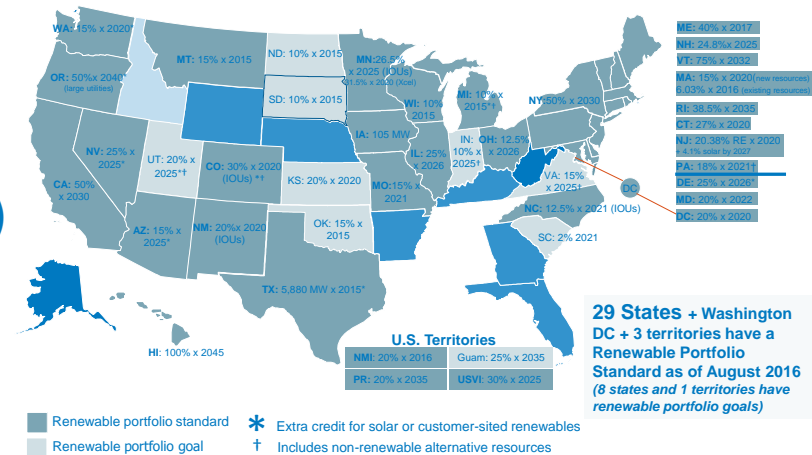 WA: 15% x 2020*
OR: 50%x 2040*
(large utilities)
CA: 50%
x 2030
NV: 25% x
2025*
AZ: 15% x
2025*
MT: 15% x 2015
UT: 20% x
2025*†
CO: 30% x 2020
(IOUs) *†
NM: 20%x 2020
(IOUs)
ND: 10% x 2015
SD: 10% x 2015
KS: 20% x 2020
OK: 15% x
2015
TX: 5,880 MW x 2015*
HI: 100% x 2045
MN:26.5%
x 2025 (IOUs)
31.5% x 2020 (Xcel)
IA: 105 MW
MO:15% x
2021
WI: 10%
2015
IL: 25%
x 2026
MI: 10% x
2015*†
IN:
10% x
2025†
OH: 12.5%
x 2026
NY:50% x 2030
VA: 15%
x 2025†
NC: 12.5% x 2021 (IOUs)
SC: 2% 2021
DC
ME: 40% x 2017
NH: 24.8%x 2025
VT: 75% x 2032
MA: 15% x 2020(new resources)
6.03% x 2016 (existing resources)
RI: 38.5% x 2035
CT: 27% x 2020
NJ: 20.38% RE x 2020
+ 4.1% solar by 2027
PA: 18% x 2021†
DE: 25% x 2026*
MD: 20% x 2022
DC: 20% x 2020
U.S. Territories
NMI: 20% x 2016
Guam: 25% x 2035
PR: 20% x 2035
USVI: 30% x 2025
29 States + Washington
DC + 3 territories have a
Renewable Portfolio
Standard as of August 2016
(8 states and 1 territories have
renewable portfolio goals)
Renewable portfolio standard
* Extra credit for solar or customer-sited renewables
Renewable portfolio goal
† Includes non-renewable alternative resources